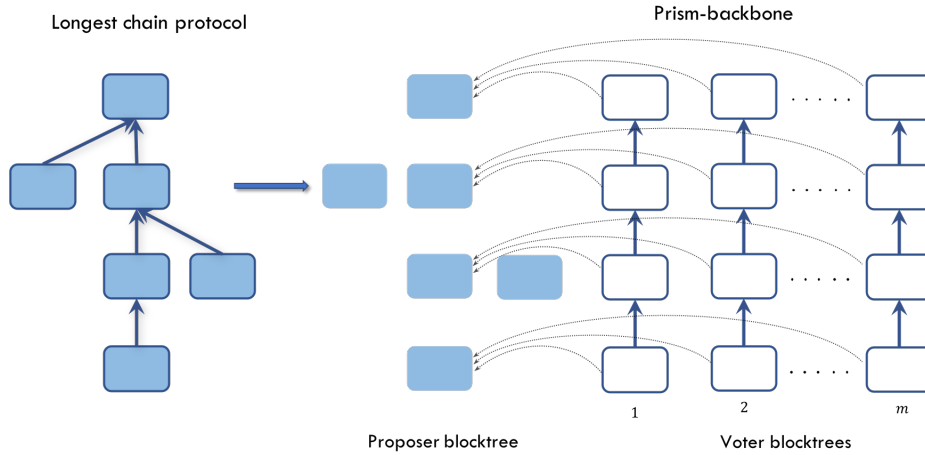 Longest chain protocol
Prism-backbone
. . . . .
. . . . .
. . . . .
. . . . .
1
2
m
Proposer blocktree
Voter blocktrees